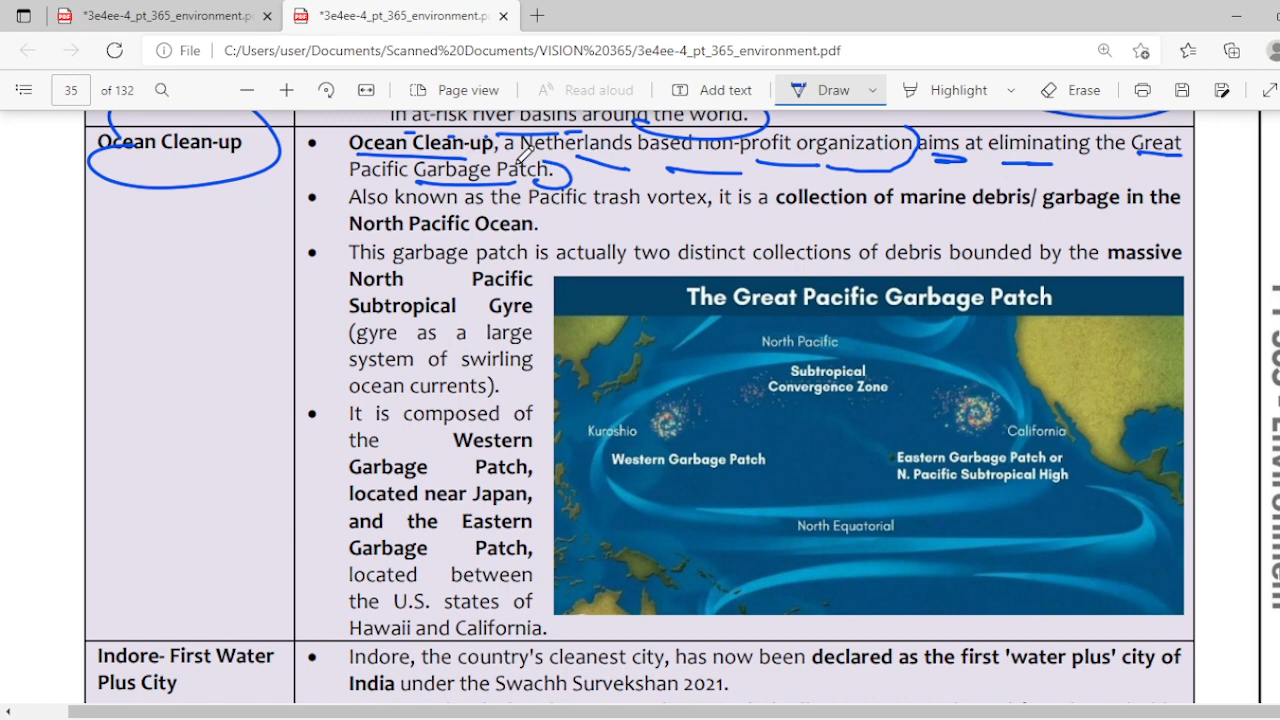 *3e4ee-4_pt_365_environment.p
*3e4ee-4_pt_365_environment.p
File
C:/Users/user/Documents/Scanned%20Documents/VISION%20365/3e4ee-4_pt_365_environment.pdf
35 of 132
Page view
Read aloud
Add text
Draw
Highlight
Erase
in at-risk river basins around the world.
Ocean Clean-up
• Ocean Clean-up, a Netherlands based non-profit organization aims at eliminating the Great
Pacific Garbage Patch.
• Also known as the Pacific trash vortex, it is a collection of marine debris/ garbage in the
North Pacific Ocean.
• This garbage patch is actually two distinct collections of debris bounded by the massive
North Pacific
Subtropical Gyre
(gyre as a large
system of swirling
ocean currents).
• It is composed of
the Western
Garbage Patch,
located near Japan,
and the Eastern
Garbage Patch,
located between
the U.S. states of
Hawaii and California.
The Great Pacific Garbage Patch
North Pacific
Subtropical
Convergence Zone
Kuroshio
California
Western Garbage Patch
Eastern Garbage Patch or
N. Pacific Subtropical High
North Equatorial
Indore- First Water
Plus City
• Indore, the country's cleanest city, has now been declared as the first 'water plus' city of
India under the Swachh Survekshan 2021.